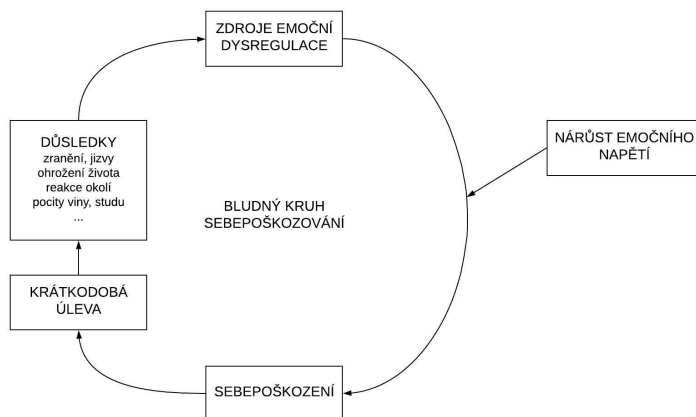 ZDROJE EMOČNÍ
DYSREGULACE
DŮSLEDKY
zranění, jizvy
ohrožení života
reakce okolí
pocity viny, studu
...
NÁRŮST EMOČNÍHO
NAPĚTÍ
BLUDNÝ KRUH
SEBEPOŠKOZOVÁNÍ
KRÁTKODOBÁ
ÚLEVA
SEBEPOŠKOZENÍ